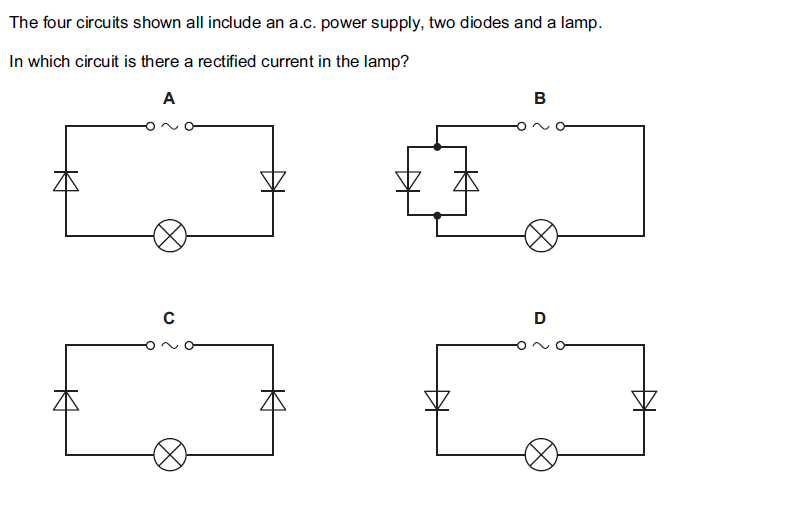 The four circuits shown all include an a.c. power supply, two diodes and a lamp.
In which circuit is there a rectified current in the lamp?
A
B
C
D